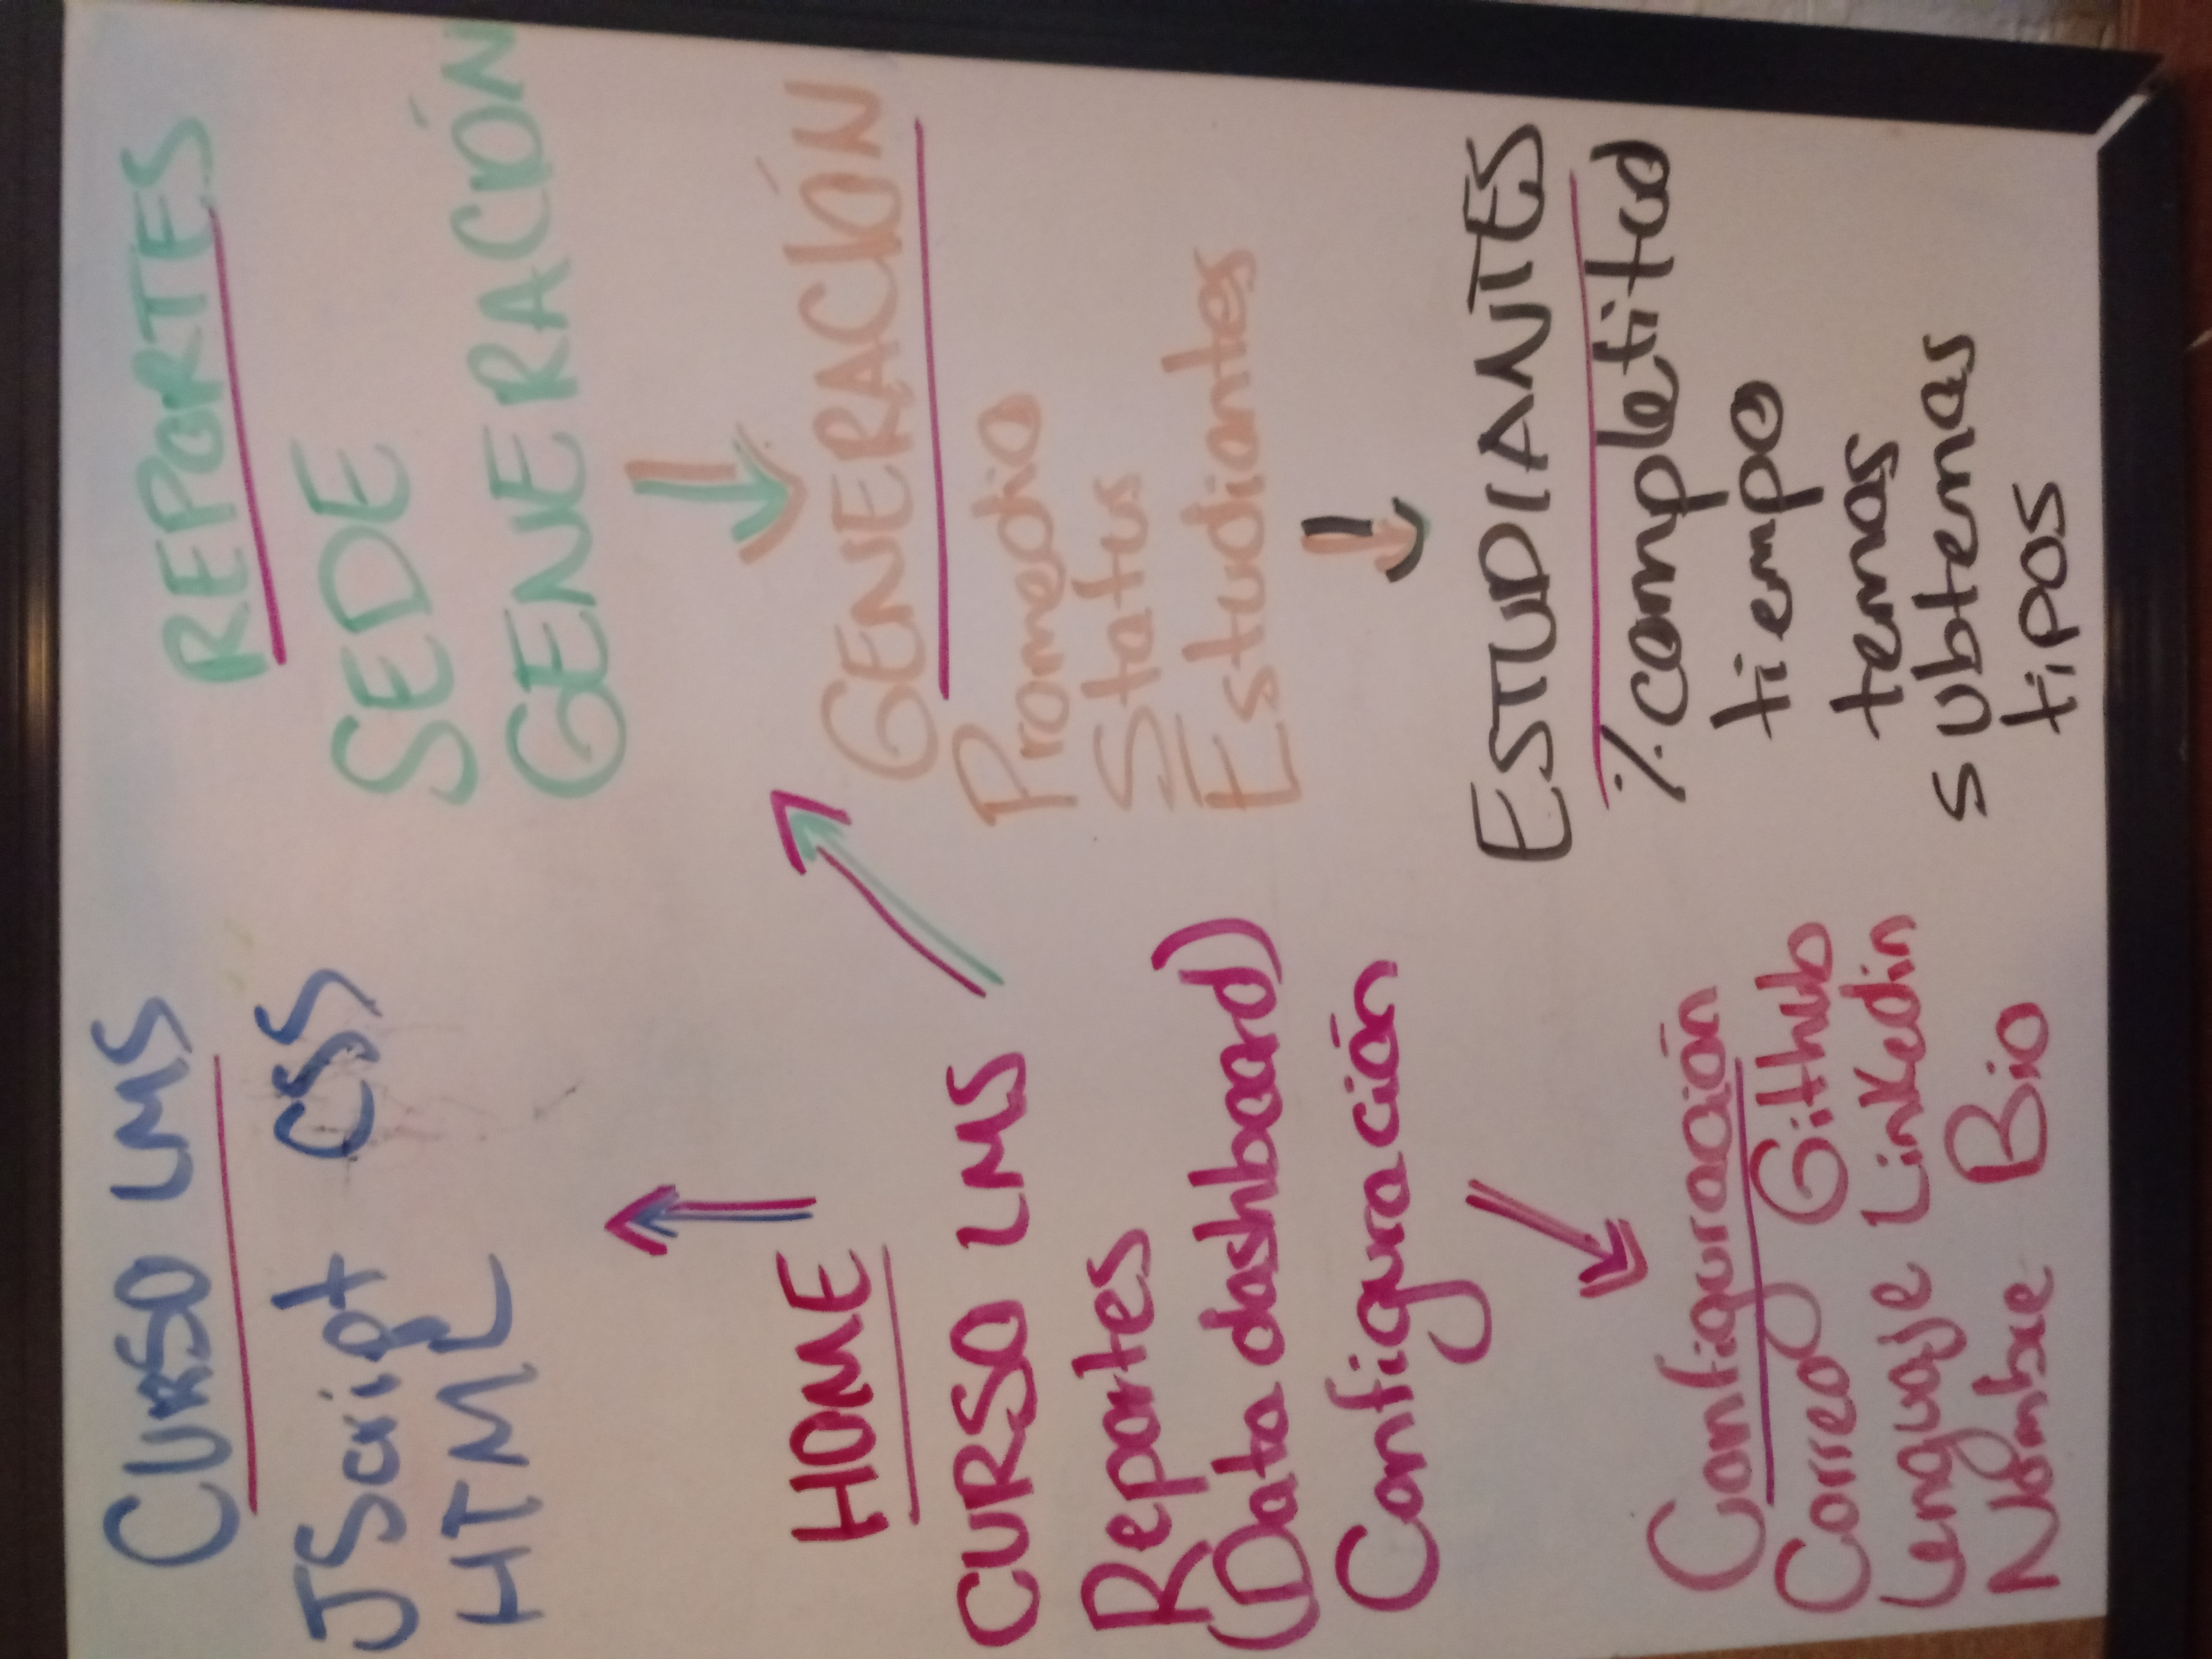 CURSO LMS
JScript CSS
HTML
HOME
CURSO LMS
Reportes
(Data dashboard)
Configuración
Configuración
Correo Github
Lenguaje Linkedin
Nombre Bio
REPORTES
SEDE
GENERACIÓN
GENERACIÓN
Promedio
Status
Estudiantes
ESTUDIANTES
% completitud
tiempo
temas
subtemas
tipos